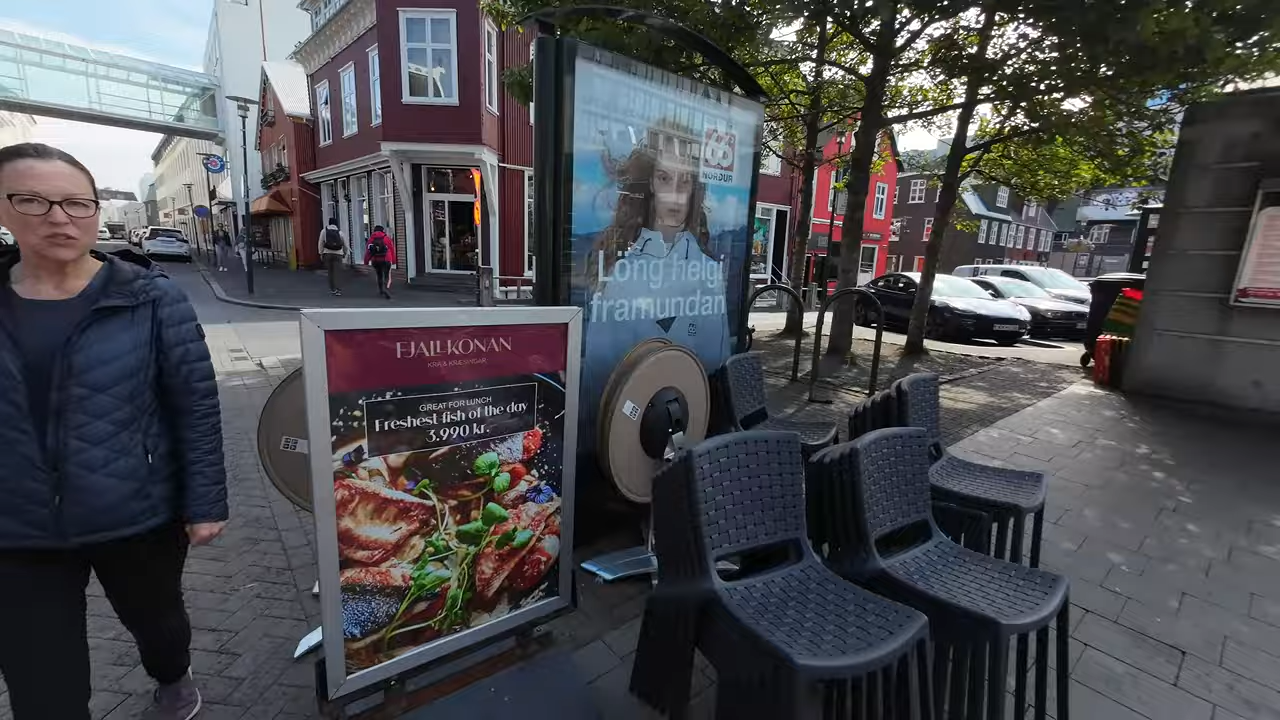 66
NORÐUR
Löng helgi
framundan
FJALLKONAN
KRÁ & KRÆSINGAR
GREAT FOR LUNCH
Freshest fish of the day
3.990 kr.